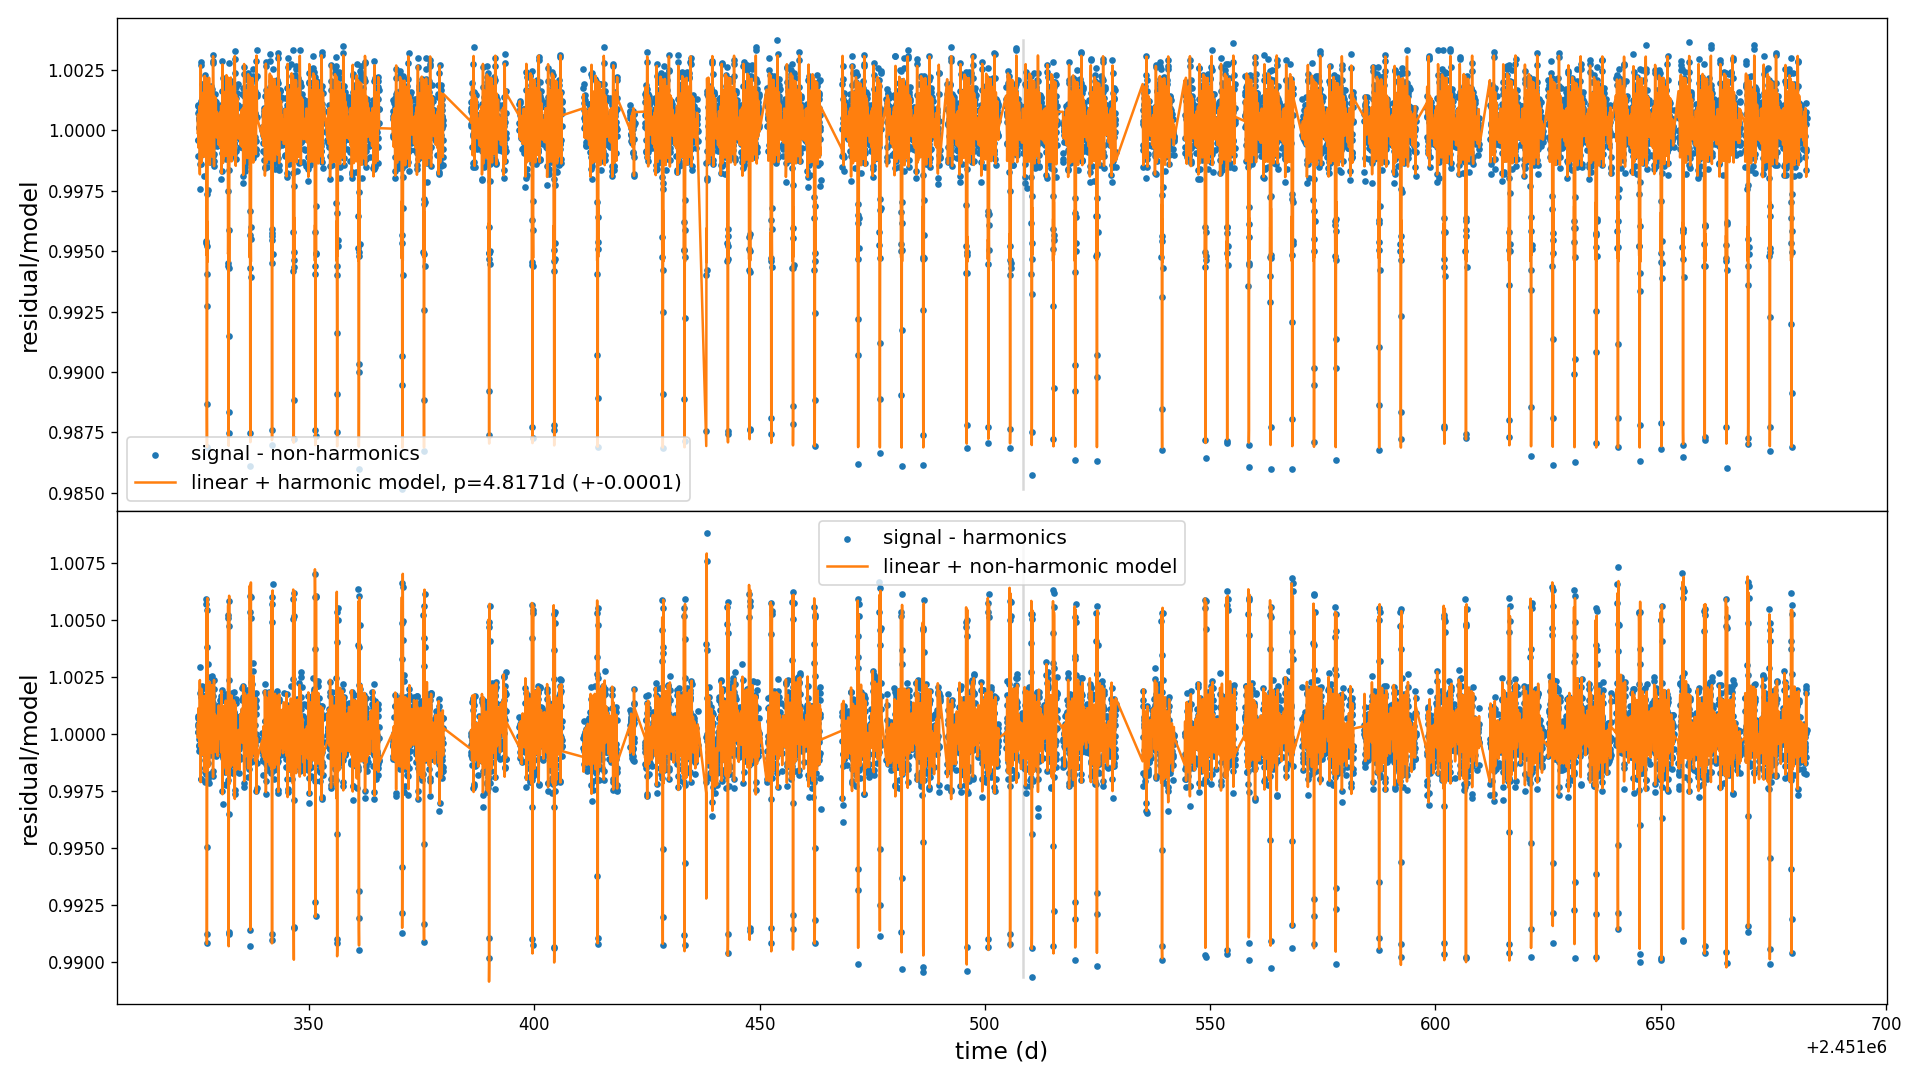 1.0025
1.0000
0.9975
0.9950
0.9925
0.9900
0.9875
0.9850
residual/model
signal - non-harmonics
linear + harmonic model, p=4.8171d (+-0.0001)
signal - harmonics
linear + non-harmonic model
1.0075
1.0050
1.0025
1.0000
0.9975
0.9950
0.9925
0.9900
residual/model
350 400 450 500 550 600 650 700
time (d)
+2.451e6